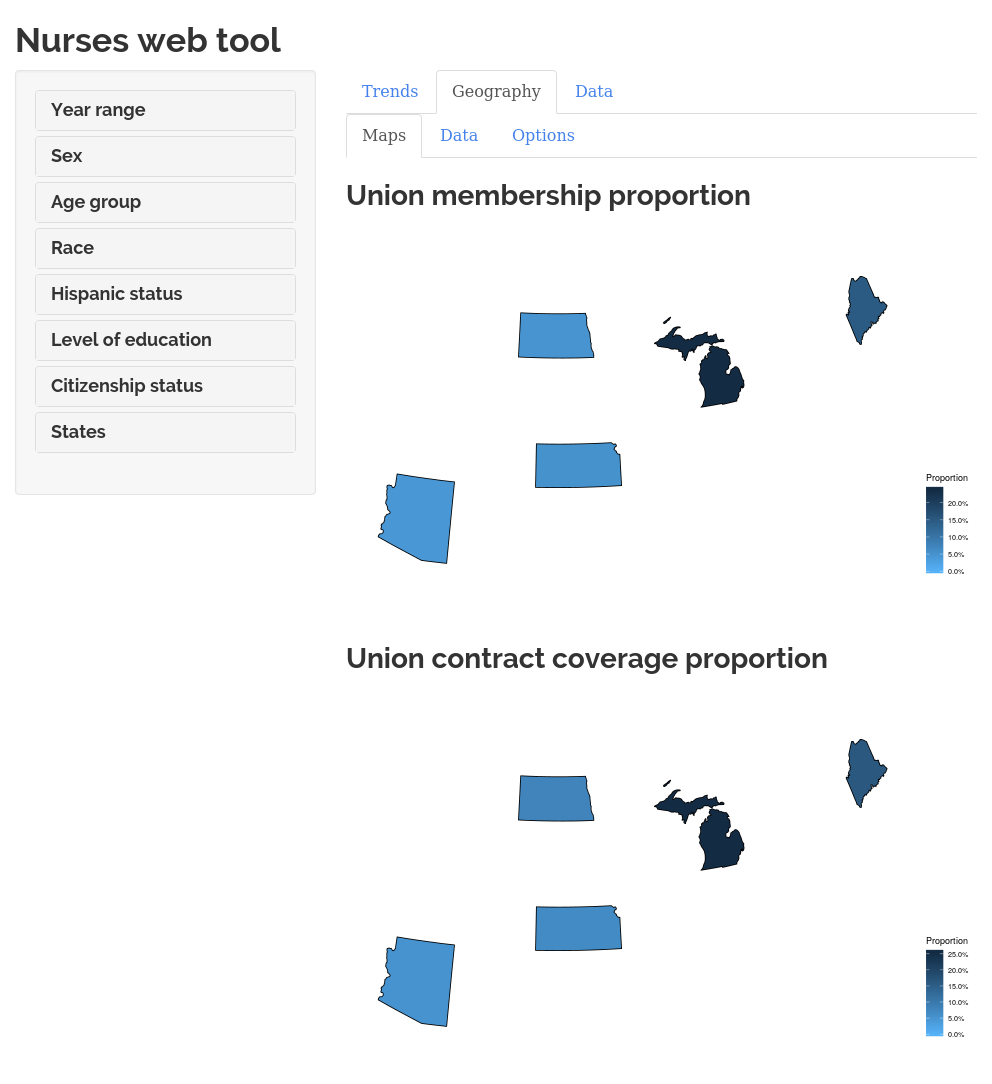 Nurses web tool
Year range
Sex
Age group
Race
Hispanic status
Level of education
Citizenship status
States
Trends Geography Data
Maps Data Options
Union membership proportion
Proportion
20.0%
15.0%
10.0%
5.0%
0.0%
Union contract coverage proportion
Proportion
25.0%
20.0%
15.0%
10.0%
5.0%
0.0%